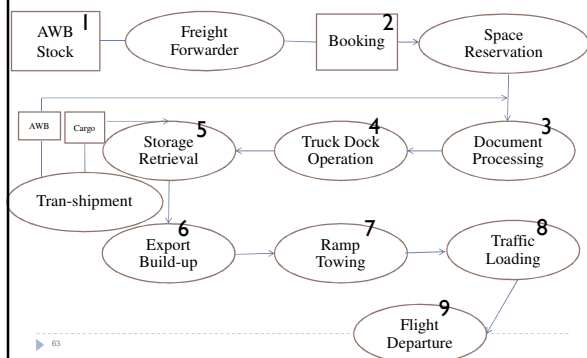 1
AWB
Stock
Freight
Forwarder
2
Booking
Space
Reservation
AWB
Cargo
5
Storage
Retrieval
4
Truck Dock
Operation
3
Document
Processing
Tran-shipment
6
Export
Build-up
7
Ramp
Towing
8
Traffic
Loading
9
Flight
Departure
63